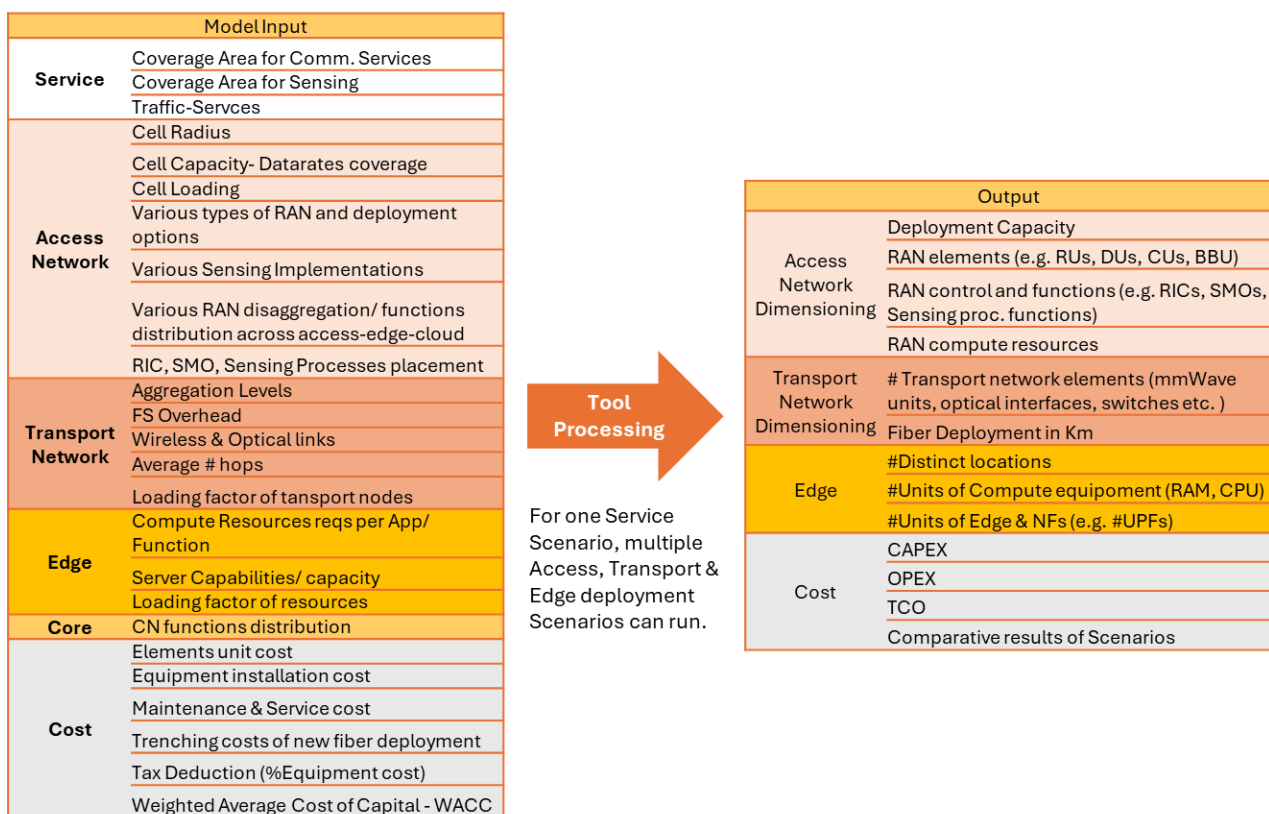 Model Input
Service
Coverage Area for Comm. Services
Coverage Area for Sensing
Traffic-Servces
Access
Network
Cell Radius
Cell Capacity- Datarates coverage
Cell Loading
Various types of RAN and deployment
options
Various Sensing Implementations
Various RAN disaggregation/ functions
distribution across access-edge-cloud
RIC, SMO, Sensing Processes placement
Transport
Network
Aggregation Levels
FS Overhead
Wireless & Optical links
Average # hops
Loading factor of tansport nodes
Edge
Compute Resources reqs per App/
Function
Server Capabilities/ capacity
Loading factor of resources
Core
CN functions distribution
Cost
Elements unit cost
Equipment installation cost
Maintenance & Service cost
Trenching costs of new fiber deployment
Tax Deduction (%Equipment cost)
Weighted Average Cost of Capital - WACC
Tool
Processing
For one Service
Scenario, multiple
Access, Transport &
Edge deployment
Scenarios can run.
Output
Access
Network
Dimensioning
Deployment Capacity
RAN elements (e.g. RUs, DUs, CUs, BBU)
RAN control and functions (e.g. RICs, SMOs,
Sensing proc. functions)
RAN compute resources
Transport
Network
Dimensioning
# Transport network elements (mmWave
units, optical interfaces, switches etc. )
Fiber Deployment in Km
Edge
#Distinct locations
#Units of Compute equipoment (RAM, CPU)
#Units of Edge & NFs (e.g. #UPFs)
Cost
CAPEX
OPEX
TCO
Comparative results of Scenarios